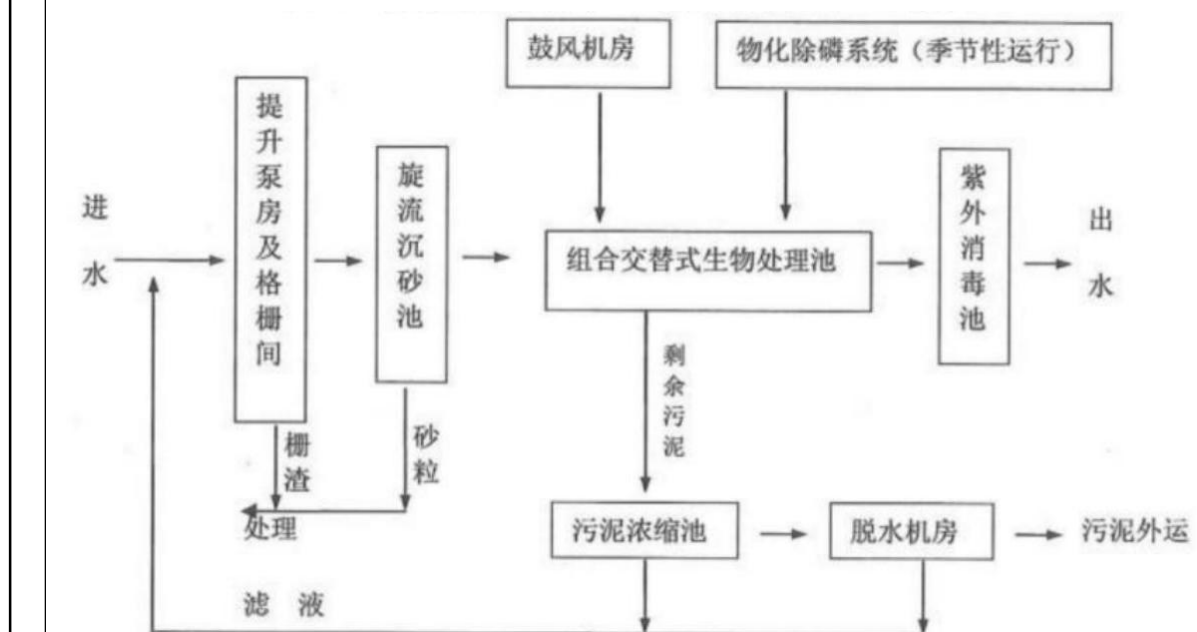 鼓风机房
物化除磷系统（季节性运行）
提升泵房及格栅间
旋流沉砂池
紫外消毒池
进水
出水
组合交替式生物处理池
剩余污泥
栅渣
砂粒
处理
污泥浓缩池
脱水机房
污泥外运
滤 液